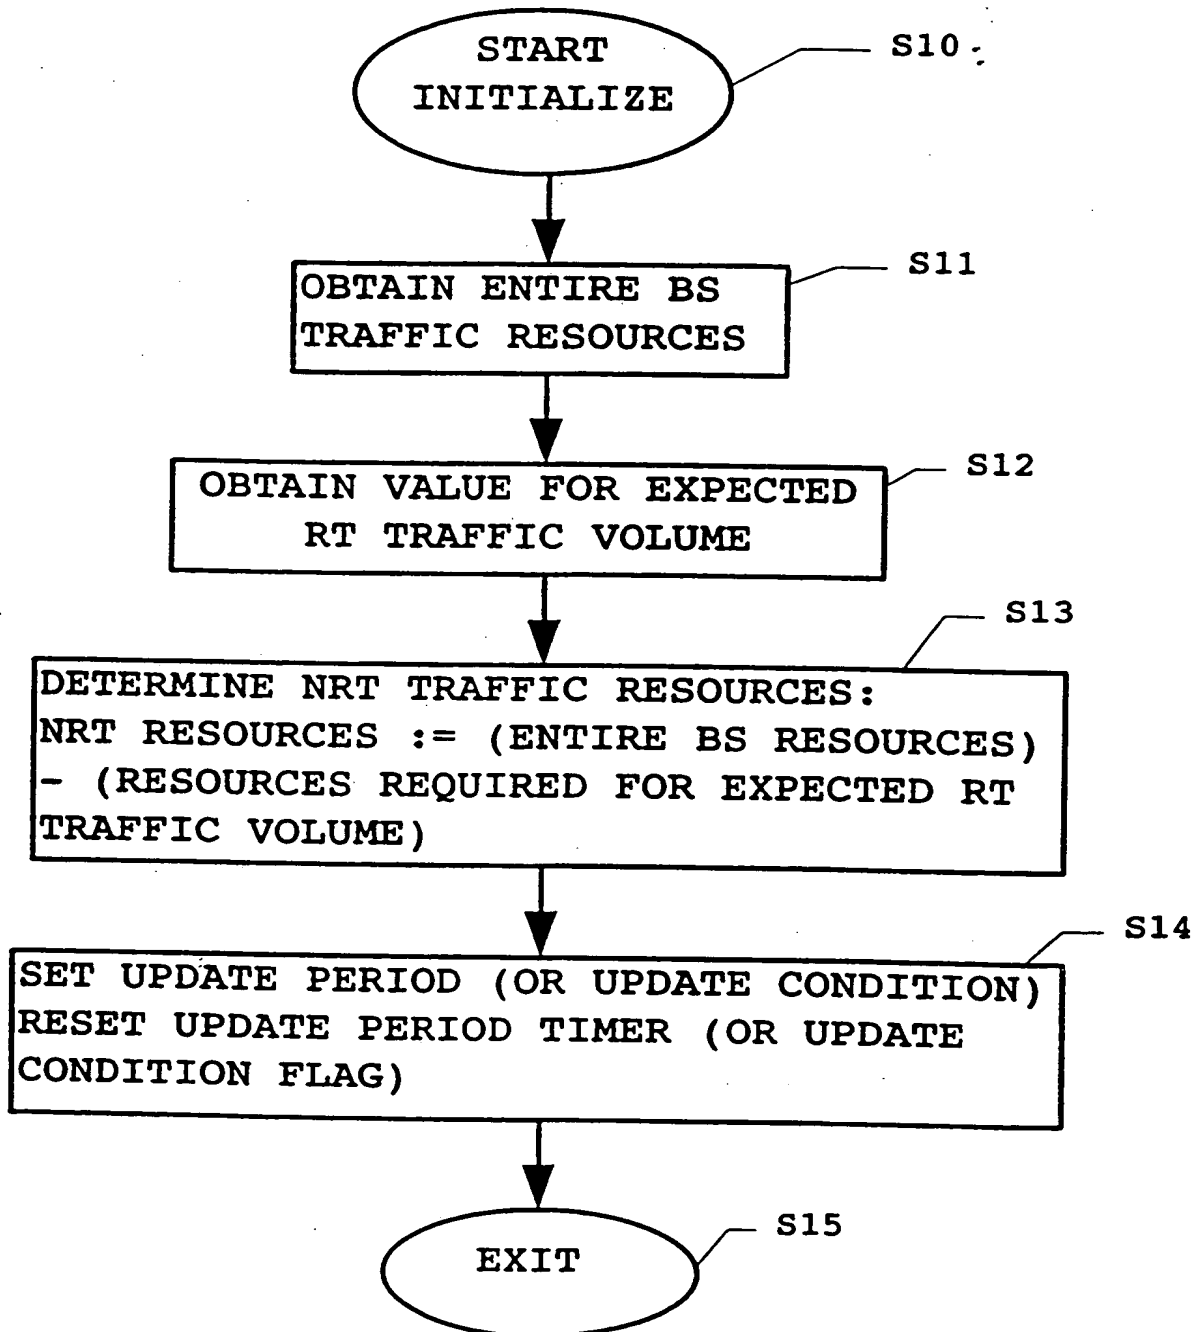 START
INITIALIZE
S10
OBTAIN ENTIRE BS
TRAFFIC RESOURCES
S11
OBTAIN VALUE FOR EXPECTED
RT TRAFFIC VOLUME
S12
S13
DETERMINE NRT TRAFFIC RESOURCES:
NRT RESOURCES := (ENTIRE BS RESOURCES)
- (RESOURCES REQUIRED FOR EXPECTED RT
TRAFFIC VOLUME)
S14
SET UPDATE PERIOD (OR UPDATE CONDITION)
RESET UPDATE PERIOD TIMER (OR UPDATE
CONDITION FLAG)
S15
EXIT